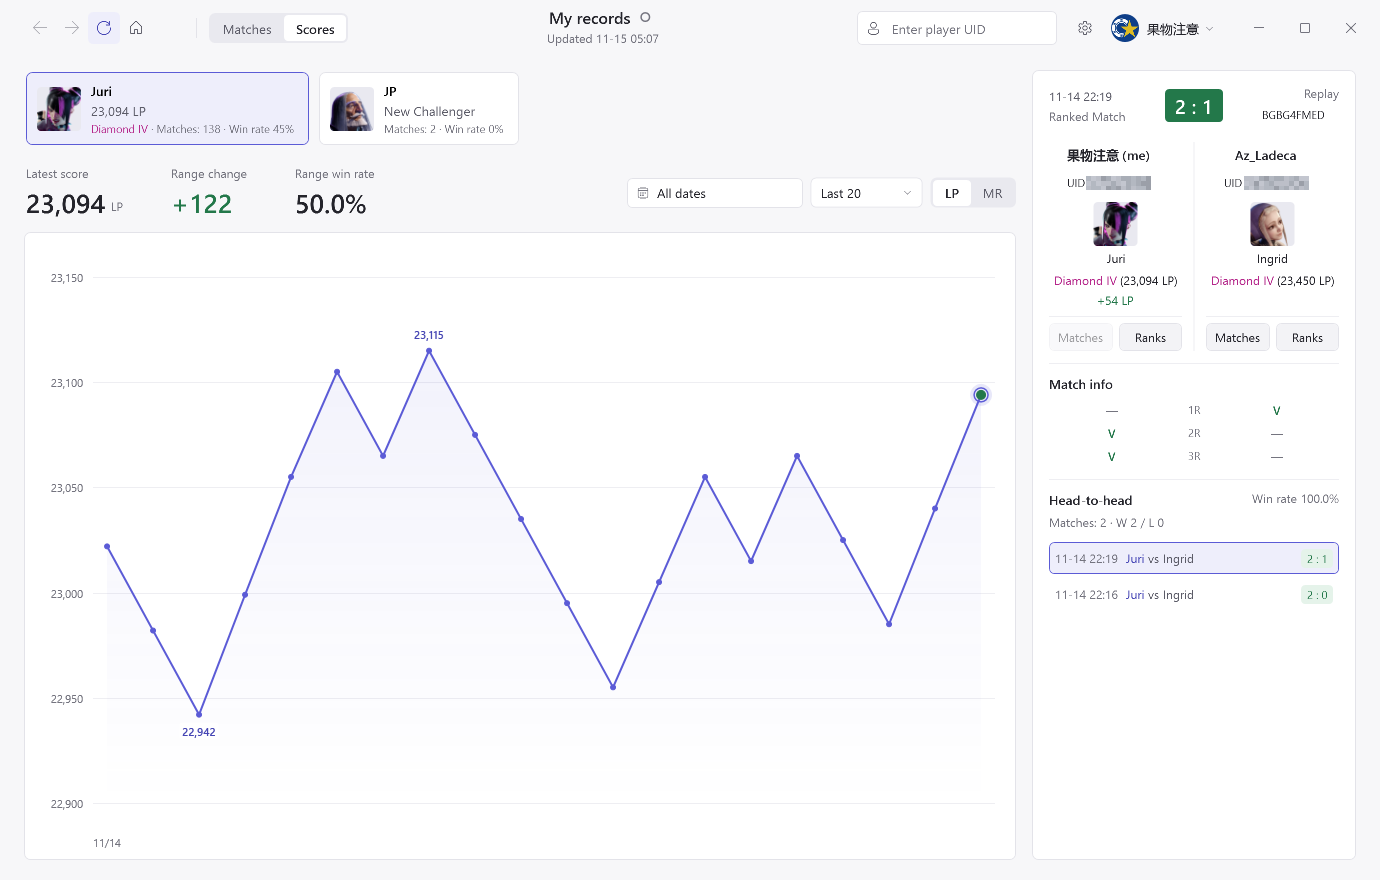 Matches
Scores
My records
Updated 11-15 05:07
Enter player UID
果物注意
Juri
23,094 LP
Diamond IV · Matches: 138 · Win rate 45%
JP
New Challenger
Matches: 2 · Win rate 0%
Latest score
23,094 LP
Range change
+122
Range win rate
50.0%
All dates
Last 20
LP
MR
23,150
23,100
23,050
23,000
22,950
22,900
23,115
22,942
11/14
11-14 22:19
Ranked Match
2 : 1
Replay
BGBG4FMED
果物注意 (me)
UID
Juri
Diamond IV (23,094 LP)
+54 LP
Matches
Ranks
Az_Ladeca
UID
Ingrid
Diamond IV (23,450 LP)
Matches
Ranks
Match info
— 1R V
V 2R —
V 3R —
Head-to-head
Win rate 100.0%
Matches: 2 · W 2 / L 0
11-14 22:19 Juri vs Ingrid 2 : 1
11-14 22:16 Juri vs Ingrid 2 : 0